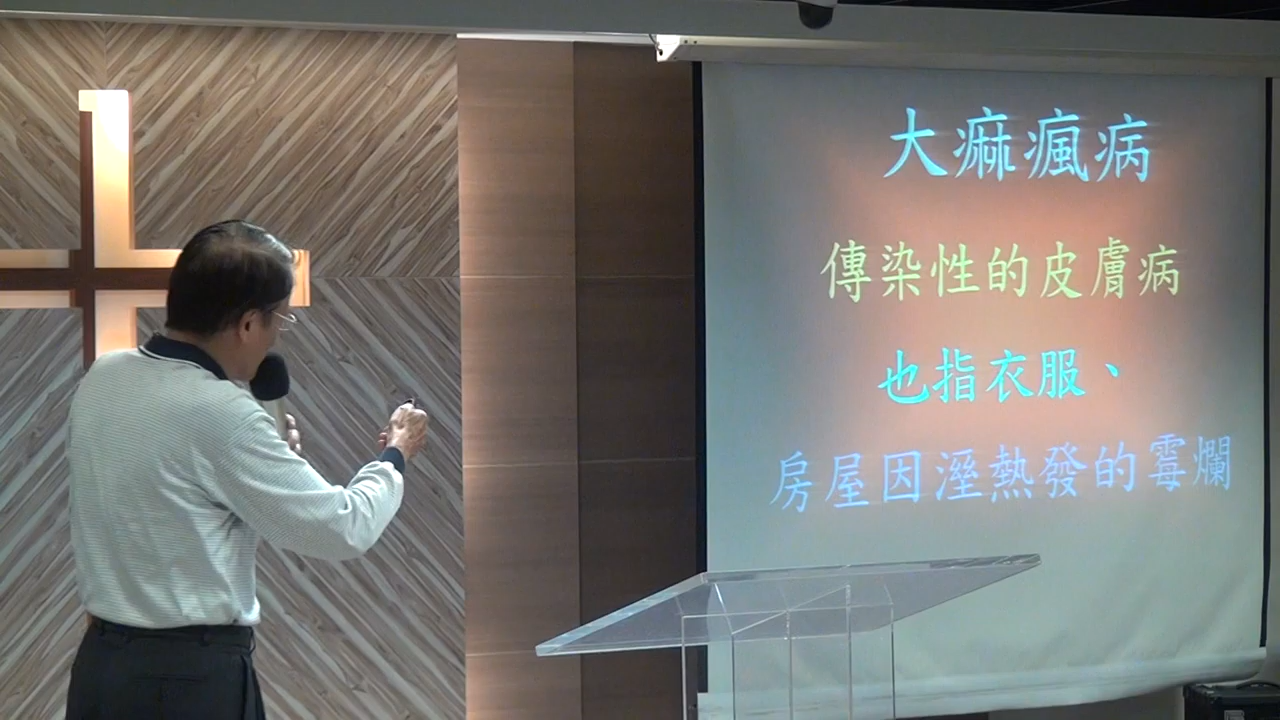 大痲瘋病
傳染性的皮膚病
也指衣服、
房屋因溼熱發的霉爛